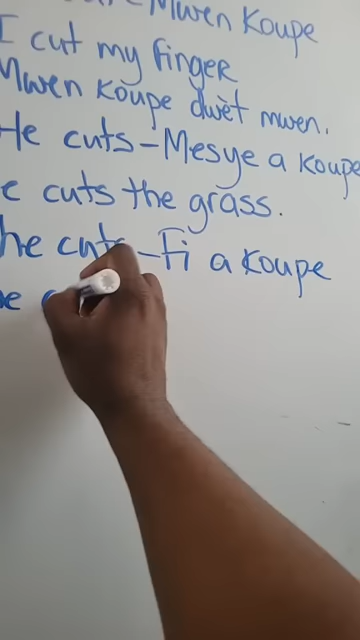 Mwen Koupe
I cut my finger
Mwen koupe dwèt mwen.
He cuts - Mesye a koupe
cuts the grass.
cuts - Fi a koupe